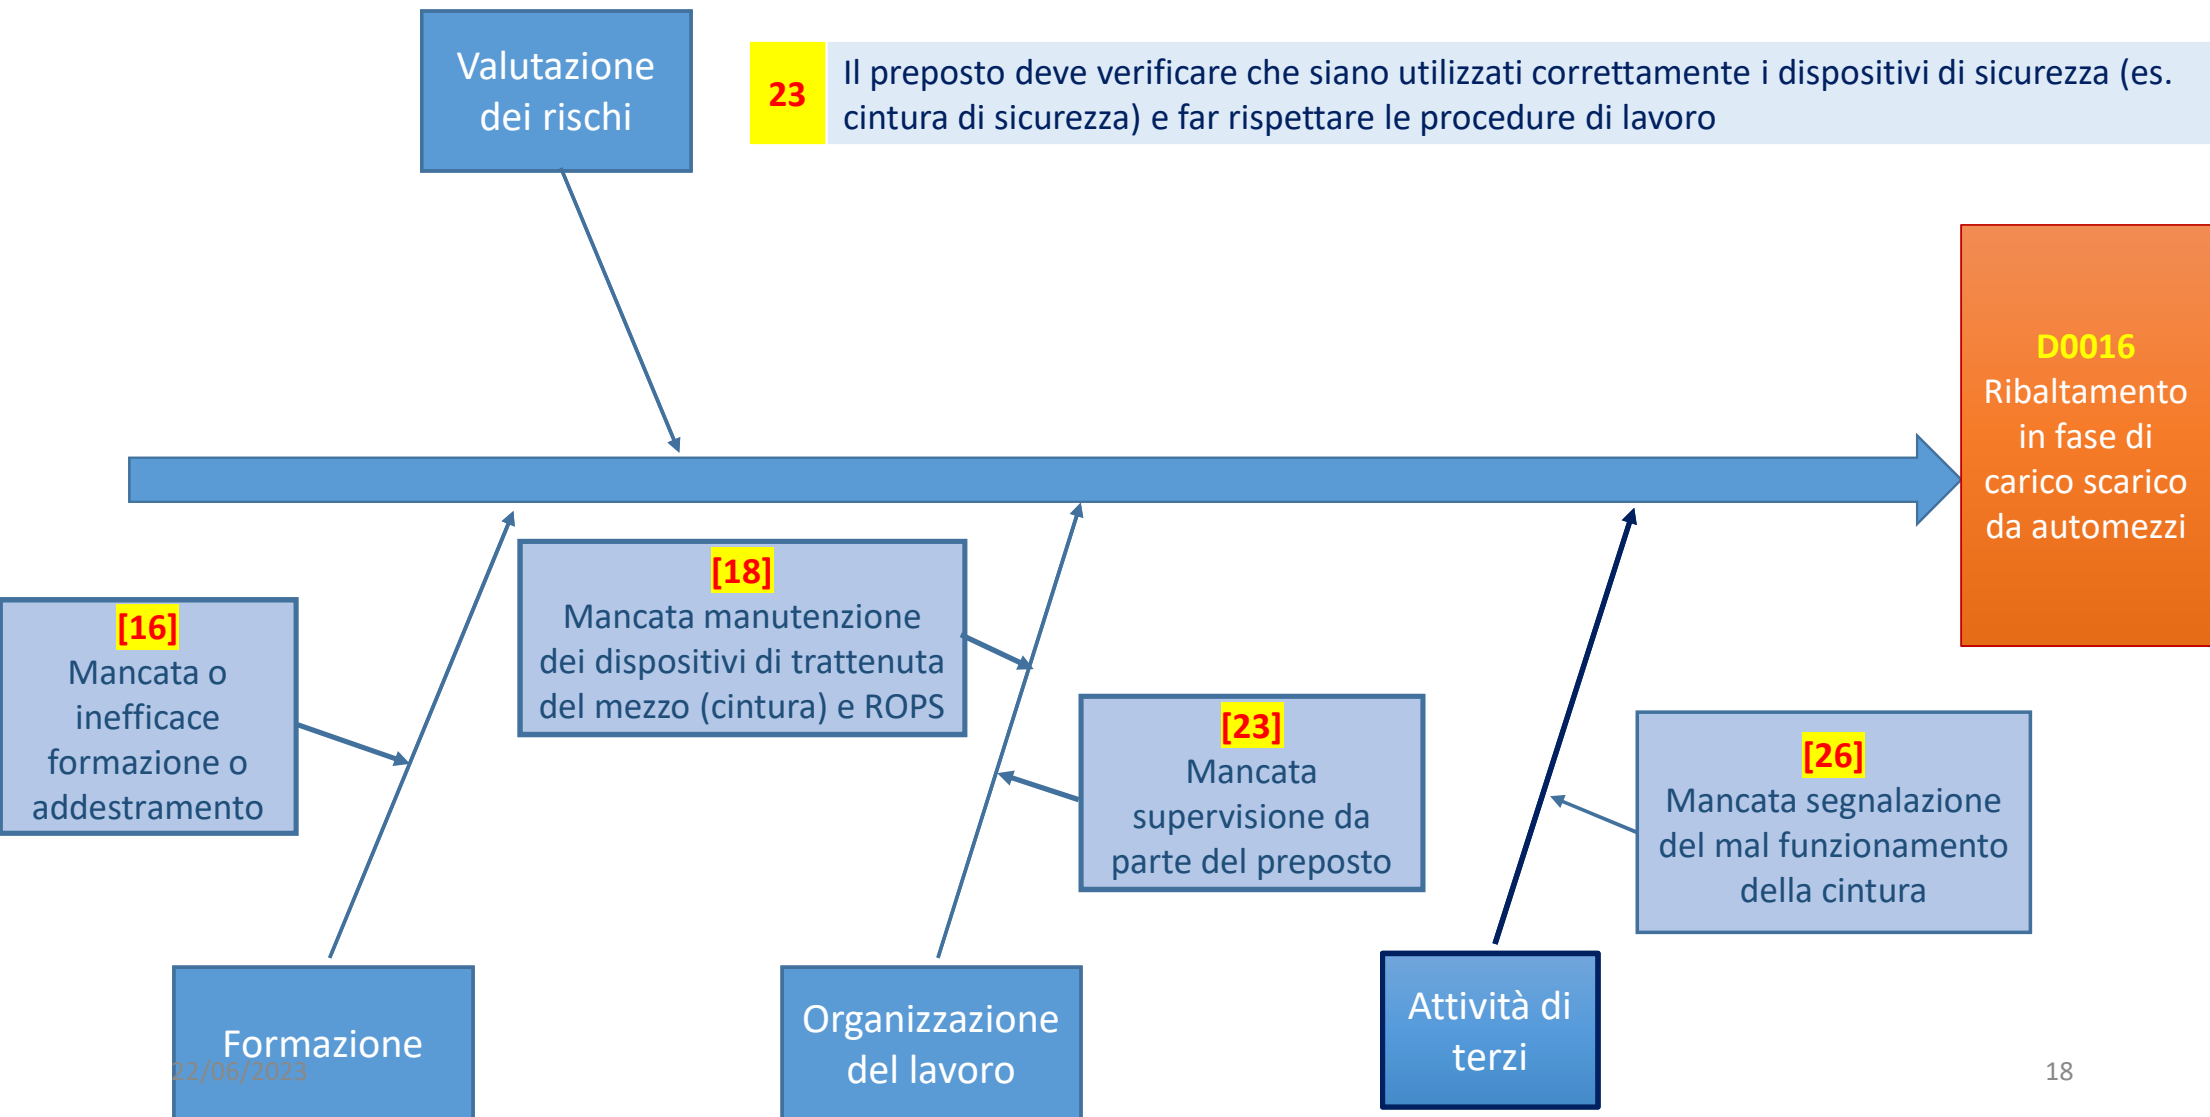 Valutazione
dei rischi
23
Il preposto deve verificare che siano utilizzati correttamente i dispositivi di sicurezza (es.
cintura di sicurezza) e far rispettare le procedure di lavoro
D0016
Ribaltamento
in fase di
carico scarico
da automezzi
[16]
Mancata o
inefficace
formazione o
addestramento
[18]
Mancata manutenzione
dei dispositivi di trattenuta
del mezzo (cintura) e ROPS
[23]
Mancata
supervisione da
parte del preposto
[26]
Mancata segnalazione
del mal funzionamento
della cintura
Formazione
Organizzazione
del lavoro
Attività di
terzi
22/06/2023
18